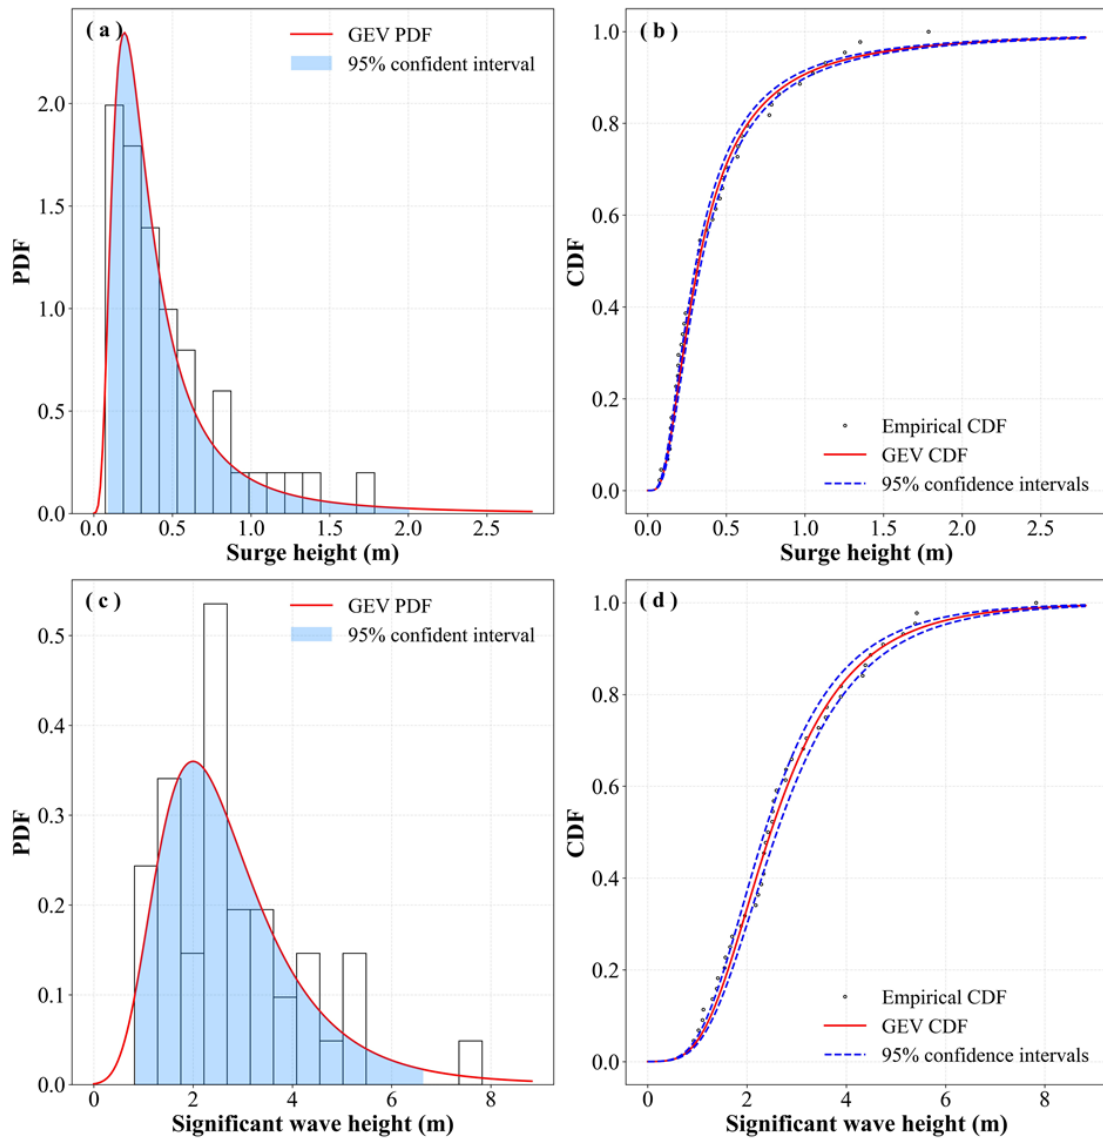 ( a )
GEV PDF
95% confident interval
PDF
2.0
1.5
1.0
0.5
0.0
0.0 0.5 1.0 1.5 2.0 2.5
Surge height (m)
( b )
CDF
1.0
0.8
0.6
0.4
0.2
0.0
Empirical CDF
GEV CDF
95% confidence intervals
0.0 0.5 1.0 1.5 2.0 2.5
Surge height (m)
( c )
GEV PDF
95% confident interval
PDF
0.5
0.4
0.3
0.2
0.1
0.0
0 2 4 6 8
Significant wave height (m)
( d )
CDF
1.0
0.8
0.6
0.4
0.2
0.0
Empirical CDF
GEV CDF
95% confidence intervals
0 2 4 6 8
Significant wave height (m)